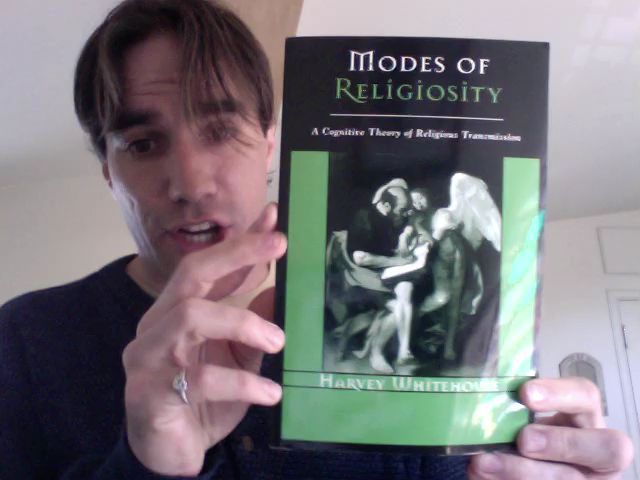 Modes of
Religiosity
A Cognitive Theory of Religious Transmission
Harvey Whitehouse